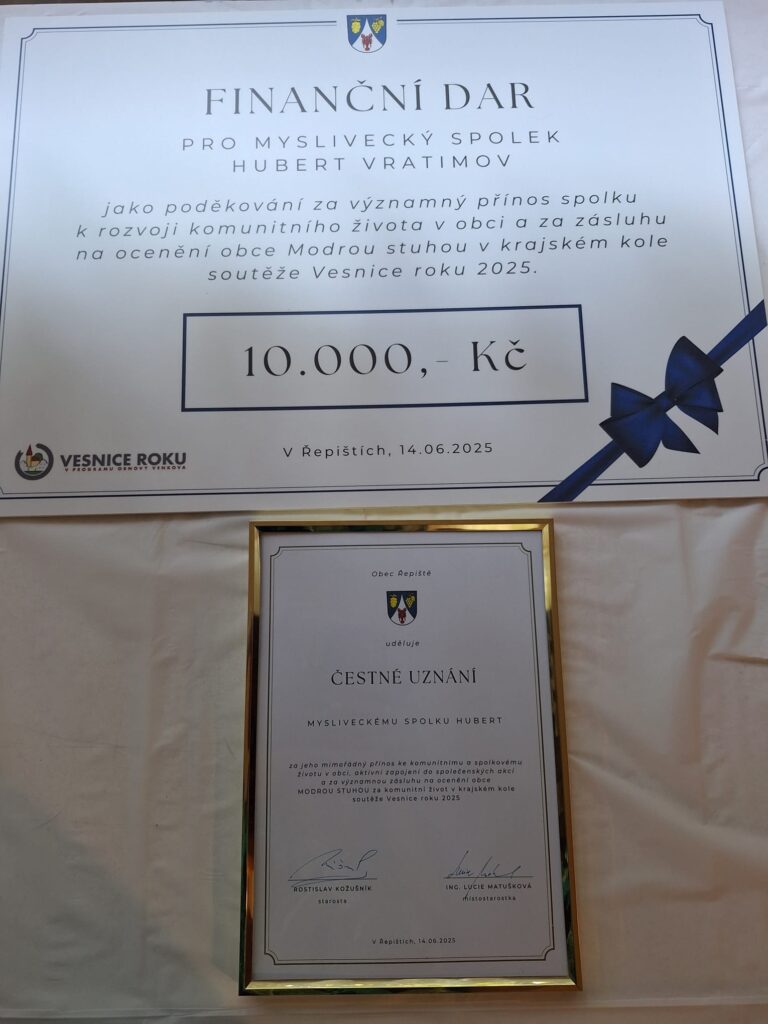 FINANČNÍ DAR
PRO MYSLIVECKÝ SPOLEK
HUBERT VRATIMOV
jako poděkování za významný přínos spolku
k rozvoji komunitního života v obci a za zásluhu
na ocenění obce Modrou stuhou v krajském kole
soutěže Vesnice roku 2025.
10.000,- Kč
VESNICE ROKU
V PROGRAMU OBNOVY VENKOVA
V Řepištích, 14.06.2025
Obec Řepiště
uděluje
ČESTNÉ UZNÁNÍ
MYSLIVECKÉMU SPOLKU HUBERT
za jeho mimořádný přínos ke komunitnímu a spolkovému
životu v obci, aktivní zapojení do společenských akcí
a za významnou zásluhu na ocenění obce
MODROU STUHOU za komunitní život v krajském kole
soutěže Vesnice roku 2025
ROSTISLAV KOŽUŠNÍK
starosta
ING. LUCIE MATUŠKOVÁ
místostarostka
V Řepištích, 14.06.2025